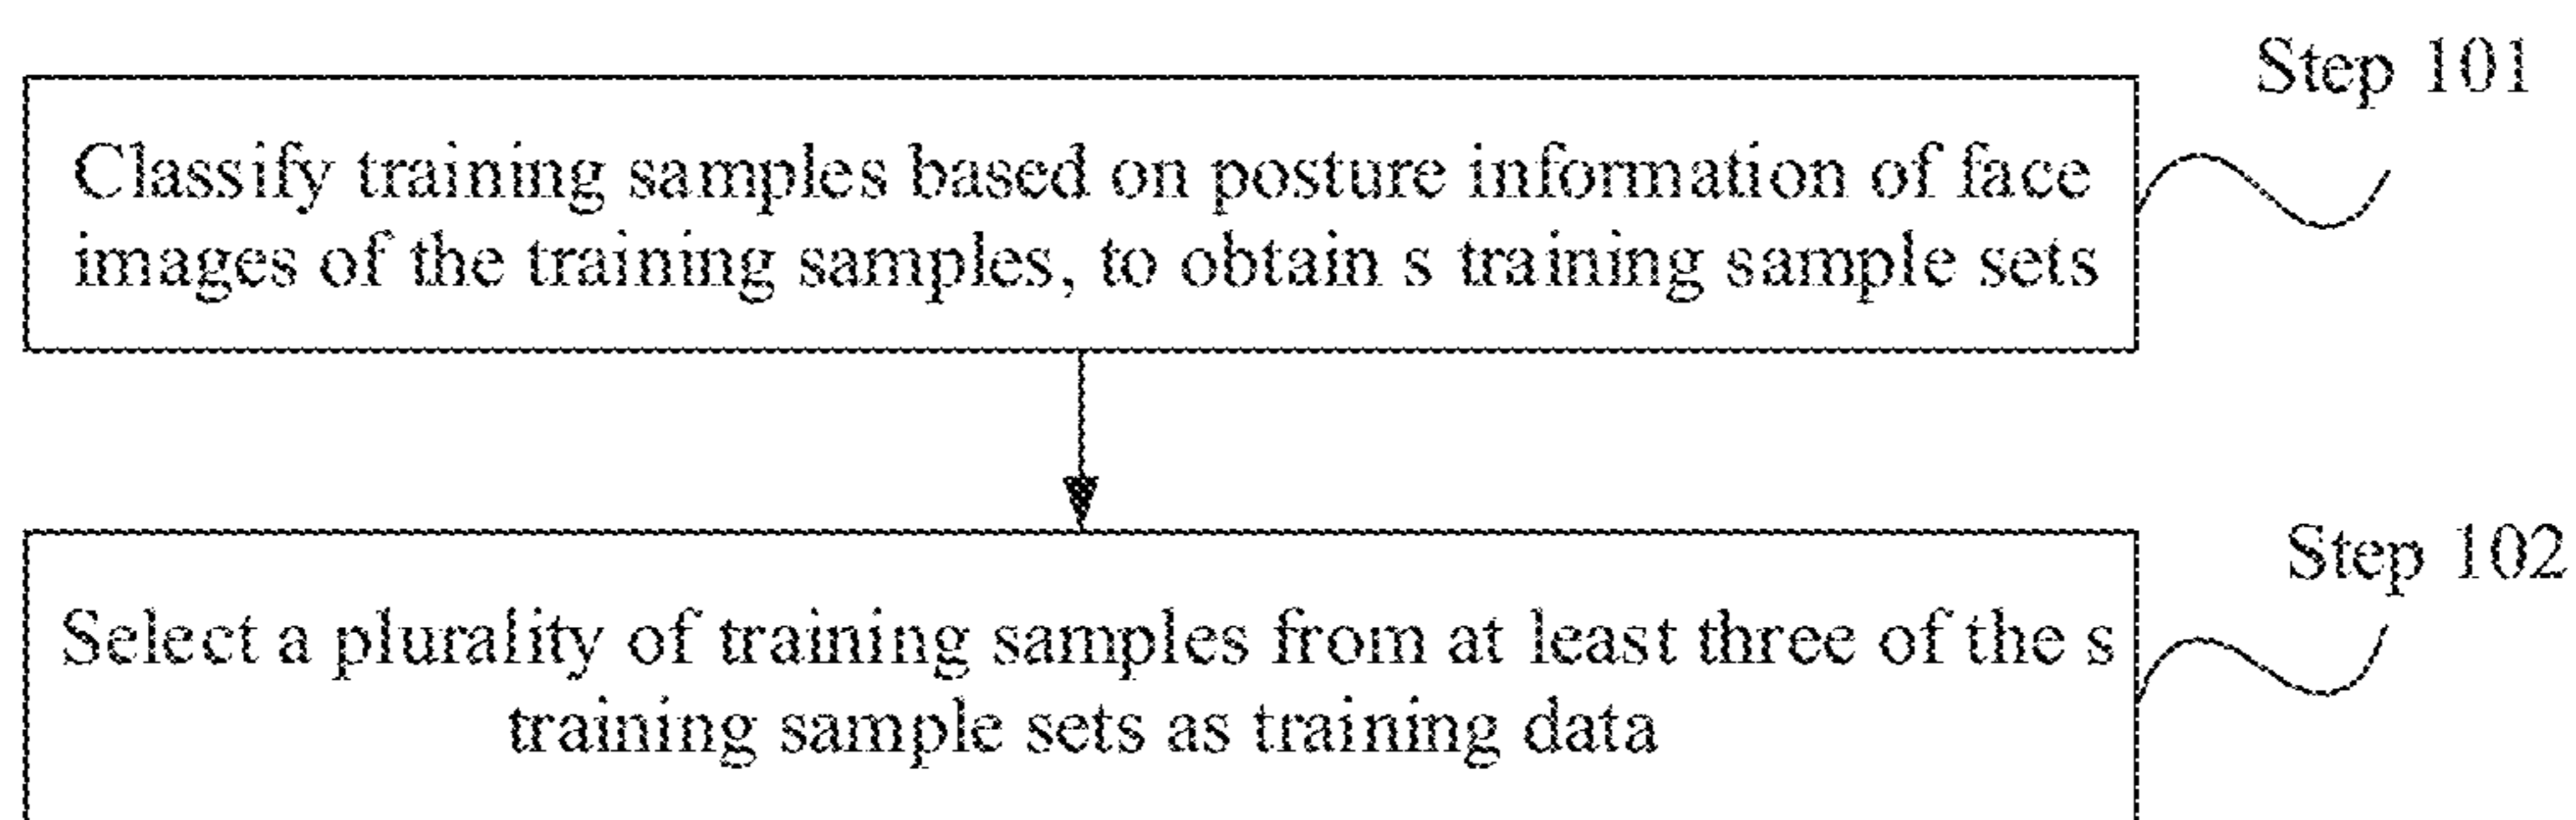 Step 101
Classify training samples based on posture information of face
images of the training samples, to obtain s training sample sets
Step 102
Select a plurality of training samples from at least three of the s
training sample sets as training data